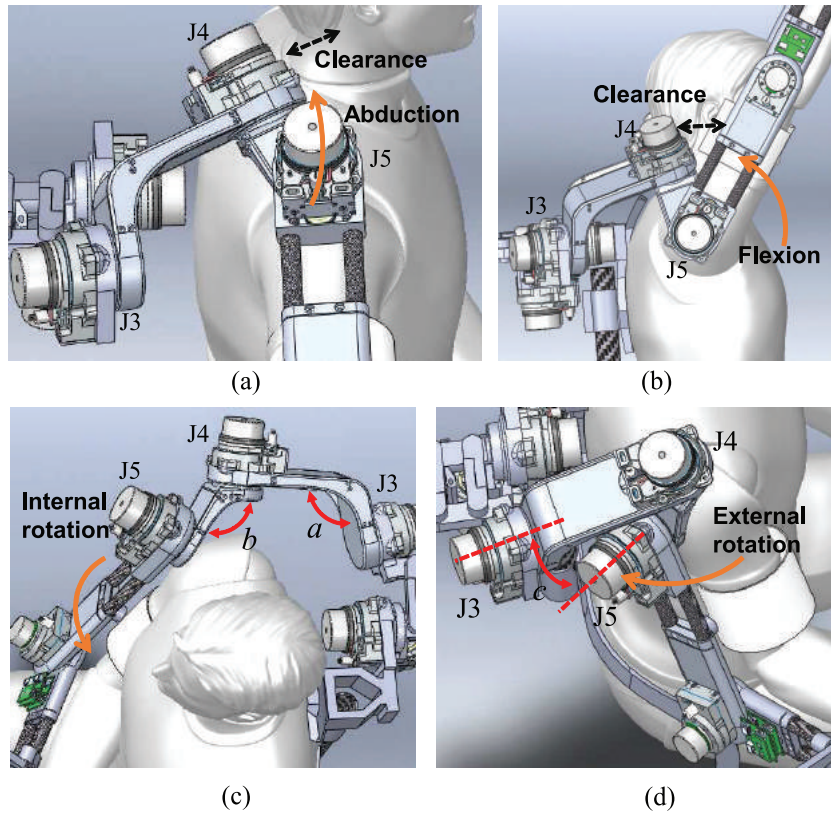 J4
Clearance
Abduction
J5
J3
(a)
Clearance
J4
J3
J5
Flexion
(b)
J4
J5
J3
Internal
rotation
b
a
(c)
J4
External
rotation
J3
c
J5
(d)